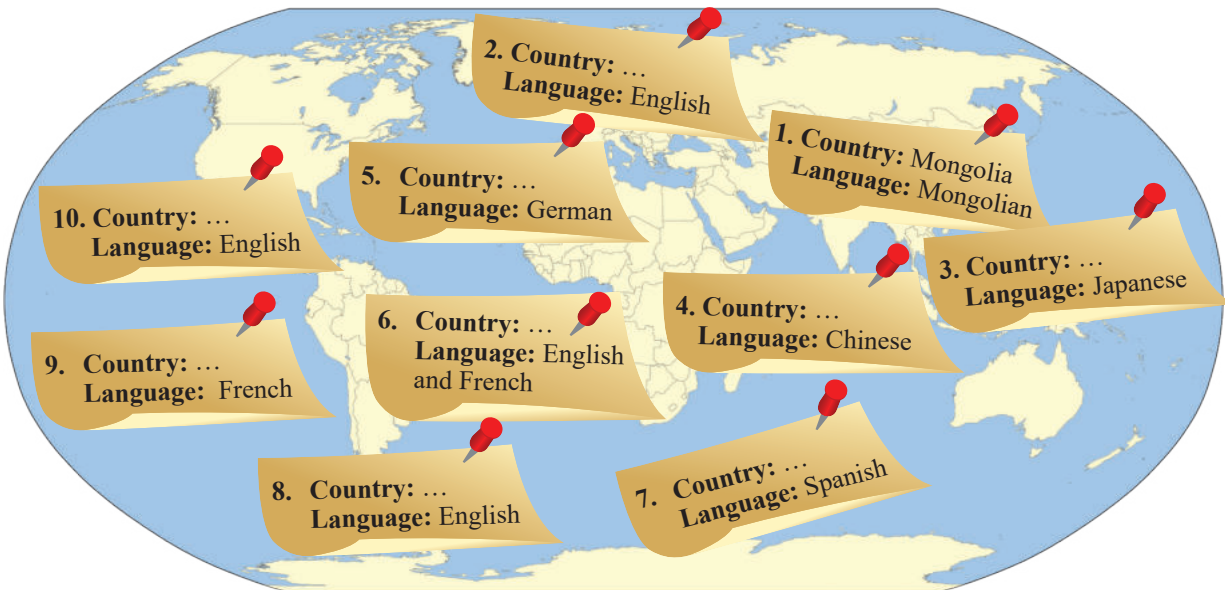 2. Country: …
Language: English
1. Country: Mongolia
Language: Mongolian
5. Country: …
Language: German
10. Country: …
Language: English
3. Country: …
Language: Japanese
4. Country: …
Language: Chinese
6. Country: …
Language: English
and French
9. Country: …
Language: French
8. Country: …
Language: English
7. Country: …
Language: Spanish